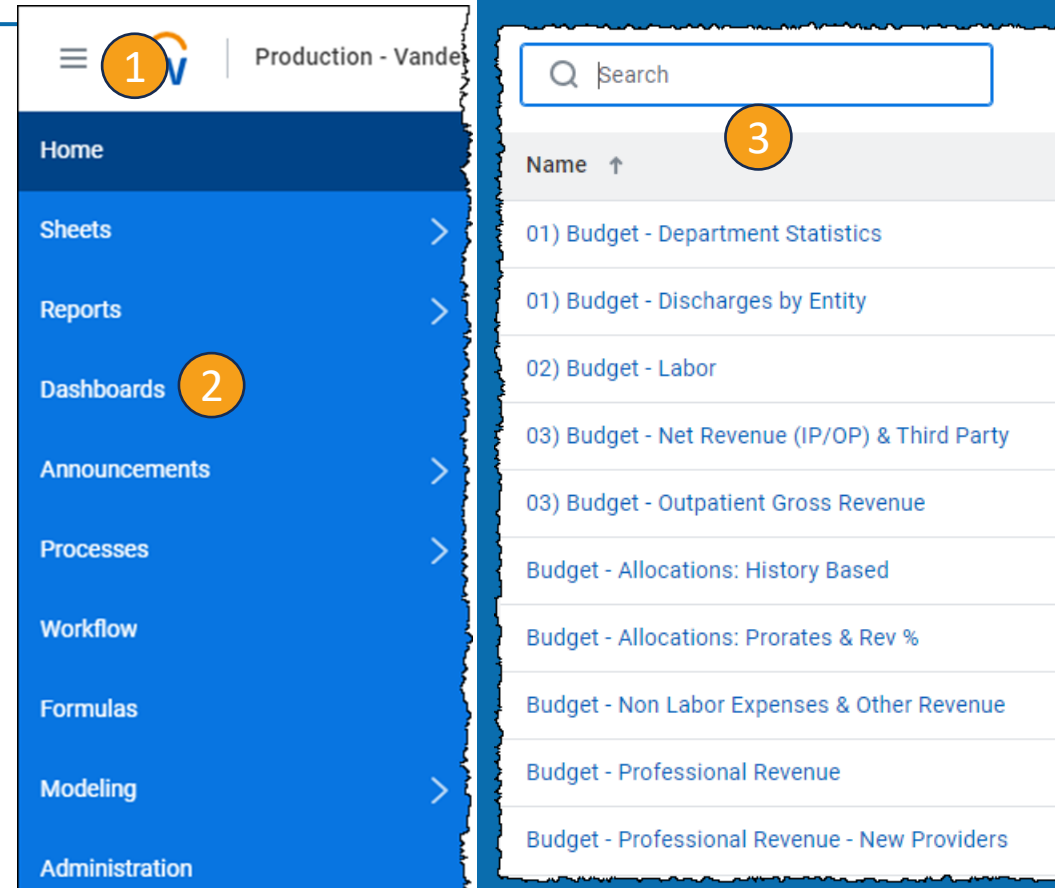 1
Production - Vande
Home
Sheets
Reports
Dashboards
2
Announcements
Processes
Workflow
Formulas
Modeling
Administration
Search
3
Name ↑
01) Budget - Department Statistics
01) Budget - Discharges by Entity
02) Budget - Labor
03) Budget - Net Revenue (IP/OP) & Third Party
03) Budget - Outpatient Gross Revenue
Budget - Allocations: History Based
Budget - Allocations: Prorates & Rev %
Budget - Non Labor Expenses & Other Revenue
Budget - Professional Revenue
Budget - Professional Revenue - New Providers